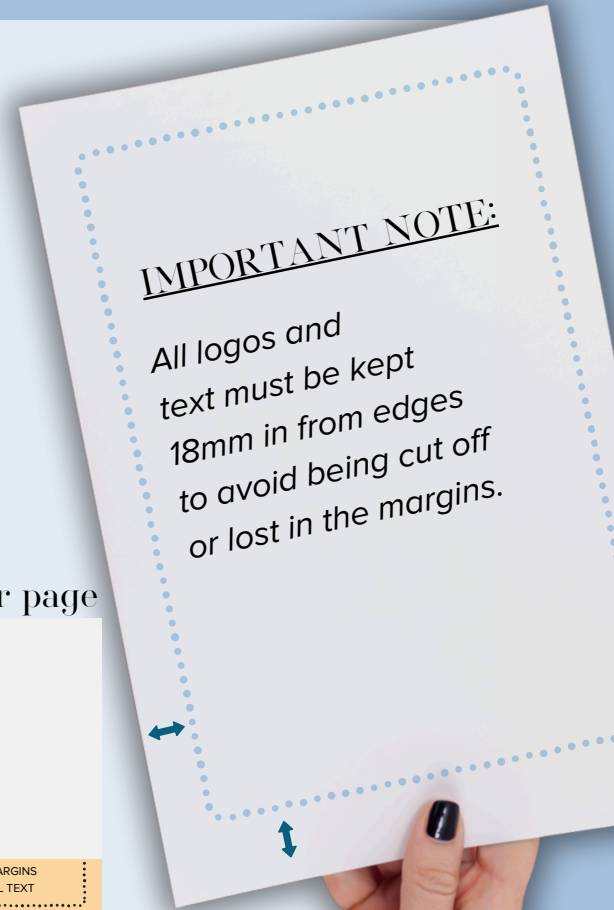 IMPORTANT NOTE:
All logos and
text must be kept
18mm in from edges
to avoid being cut off
or lost in the margins.
page
TEXT